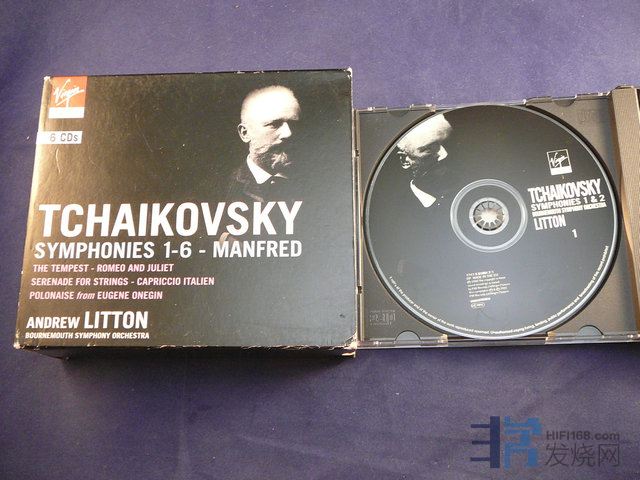 Virgin
6 CDs
TCHAIKOVSKY
SYMPHONIES 1-6 - MANFRED
THE TEMPEST - ROMEO AND JULIET
SERENADE FOR STRINGS - CAPRICCIO ITALIEN
POLONAISE from EUGENE ONEGIN
ANDREW LITTON
BOURNEMOUTH SYMPHONY ORCHESTRA
Virgin
TCHAIKOVSKY
SYMPHONIES 1 & 2
BOURNEMOUTH SYMPHONY ORCHESTRA
LITTON
1
HIFI168.com
发烧网